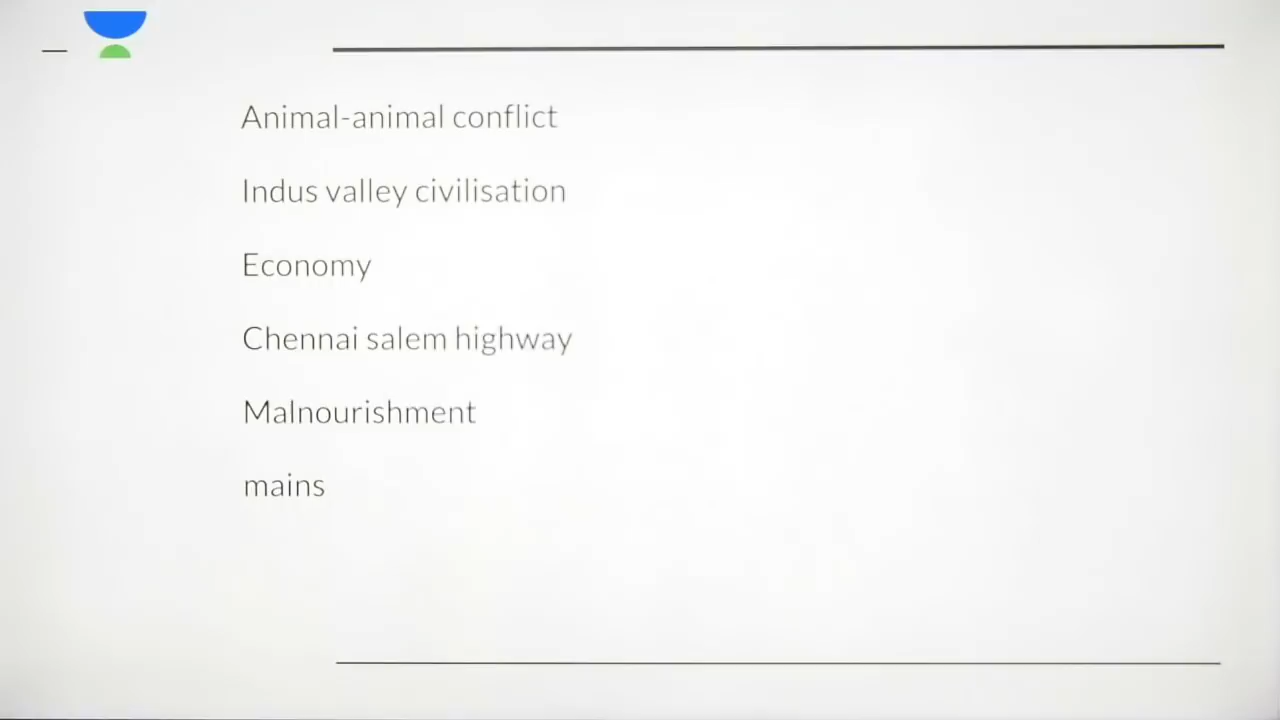 Animal-animal conflict
Indus valley civilisation
Economy
Chennai salem highway
Malnourishment
mains